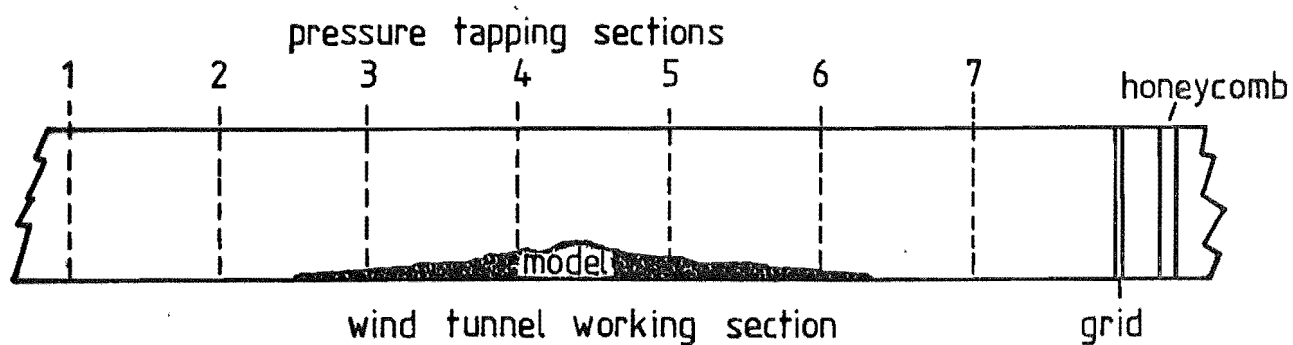 pressure tapping sections
1 2 3 4 5 6 7
honeycomb
model
wind tunnel working section
grid